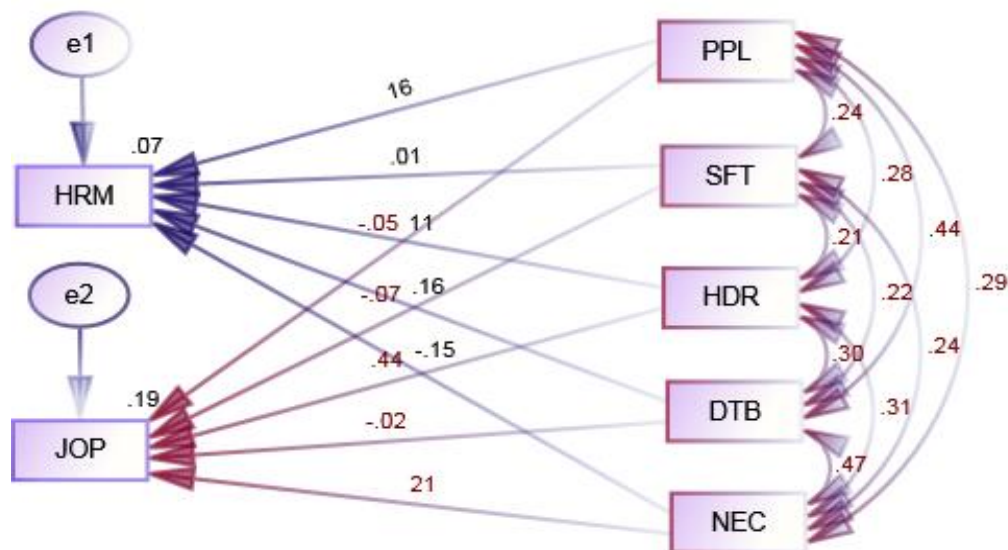 e1
PPL
16
.24
.07
.01
HRM
SFT
.28
-.05
11
.21
.44
e2
-.07
.16
HDR
.22
.29
.44
-.15
.30
.24
.19
-.02
DTB
.31
JOP
21
.47
NEC